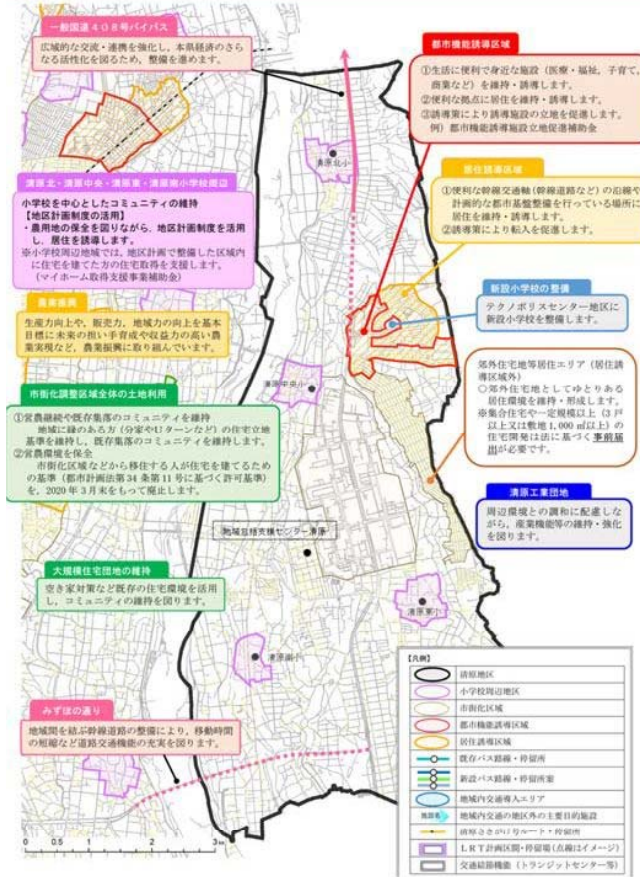 一般国道408号バイパス
広域的な交流・連携を強化し、本県経済のさら
なる活性化を図るため、整備を進めます。
都市機能誘導区域
①生活に便利で身近な施設（医療・福祉、子育て、
商業など）を維持・誘導します。
②便利な拠点に居住を維持・誘導します。
③誘導策により誘導施設の立地を促進します。
例）都市機能誘導施設立地促進補助金
清原北小
清原北・清原中央・清原東・清原南小学校周辺
小学校を中心としたコミュニティの維持
【地区計画制度の活用】
・農用地の保全を図りながら、地区計画制度を活用
し、居住を誘導します。
※小学校周辺地域では、地区計画で整備した区域内
に住宅を建てた方の住宅取得を支援します。
（マイホーム取得支援事業補助金）
居住誘導区域
①便利な幹線交通軸（幹線道路など）の沿線や
計画的な都市基盤整備を行っている場所に
居住を維持・誘導します。
②誘導策により転入を促進します。
農業振興
生産力向上や、販売力、地域力の向上を基本
目標に未来の担い手育成や収益力の高い農
業実現など、農業振興に取り組んでいます。
新設小学校の整備
テクノポリスセンター地区に
新設小学校を整備します。
清原中央小
市街化調整区域全体の土地利用
①営農継続や既存集落のコミュニティを維持
地域に縁のある方（分家やUターンなど）の住宅立地
基準を維持し、既存集落のコミュニティを維持します。
②営農環境を保全
市街化区域などから移住する人が住宅を建てるため
の基準（都市計画法第34条第11号に基づく許可基準）
を、2020年3月末をもって廃止します。
郊外住宅地等居住エリア（居住誘
導区域外）
○郊外住宅地としてゆとりある
居住環境を維持・形成します。
※集合住宅や一定規模以上（3戸
以上又は敷地1,000㎡以上）の
住宅開発は法に基づく事前届
出が必要です。
清原工業団地
周辺環境との調和に配慮しな
がら、産業機能等の維持・強化
を図ります。
地域包括支援センター清原
大規模住宅団地の維持
空き家対策など既存の住宅環境を活用
し、コミュニティの維持を図ります。
清原東小
清原南小
みずほの通り
地域間を結ぶ幹線道路の整備により、移動時間
の短縮など道路交通機能の充実を図ります。
【凡例】
清原地区
小学校周辺地区
市街化区域
都市機能誘導区域
居住誘導区域
既存バス路線・停留所
新設バス路線・停留所案
地域内交通導入エリア
施設名 地域内交通の地区外の主要目的施設
清原さきがけ号ルート・停留所
LRT計画区間・停留場（点線はイメージ）
交通結節機能（トランジットセンター等）
0 0.5 1 2 3 km